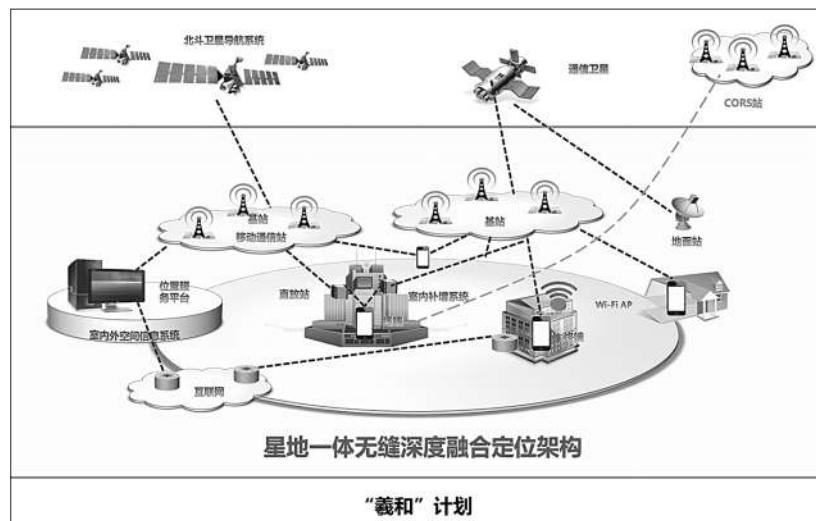 北斗卫星导航系统
通信卫星
CORS站
基站
移动通信站
基站
地面站
位置服
务平台
直放站
室内补增系统
终端
Wi-Fi AP
终端
室内外空间信息系统
互联网
星地一体无缝深度融合定位架构
“羲和”计划